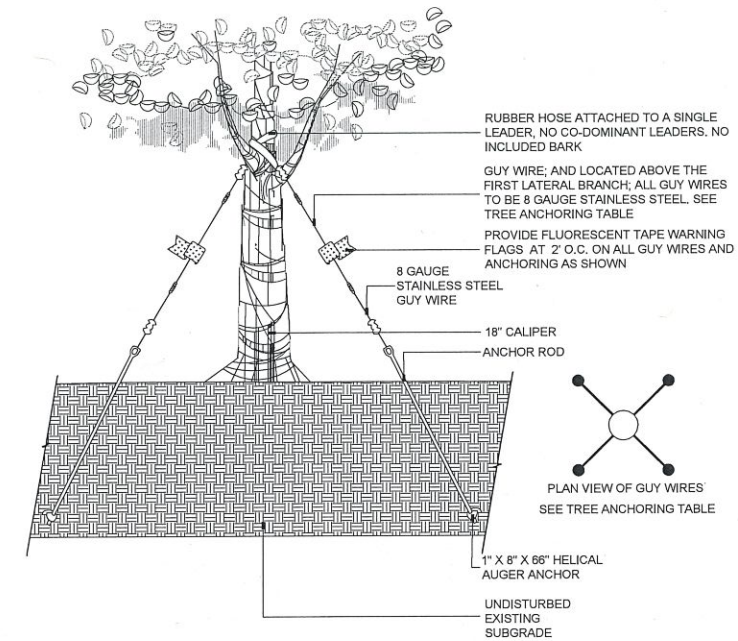 RUBBER HOSE ATTACHED TO A SINGLE
LEADER, NO CO-DOMINANT LEADERS. NO
INCLUDED BARK
GUY WIRE; AND LOCATED ABOVE THE
FIRST LATERAL BRANCH; ALL GUY WIRES
TO BE 8 GAUGE STAINLESS STEEL. SEE
TREE ANCHORING TABLE
PROVIDE FLUORESCENT TAPE WARNING
FLAGS AT 2' O.C. ON ALL GUY WIRES AND
ANCHORING AS SHOWN
8 GAUGE
STAINLESS STEEL
GUY WIRE
18" CALIPER
ANCHOR ROD
PLAN VIEW OF GUY WIRES
SEE TREE ANCHORING TABLE
1" X 8" X 66" HELICAL
AUGER ANCHOR
UNDISTURBED
EXISTING
SUBGRADE